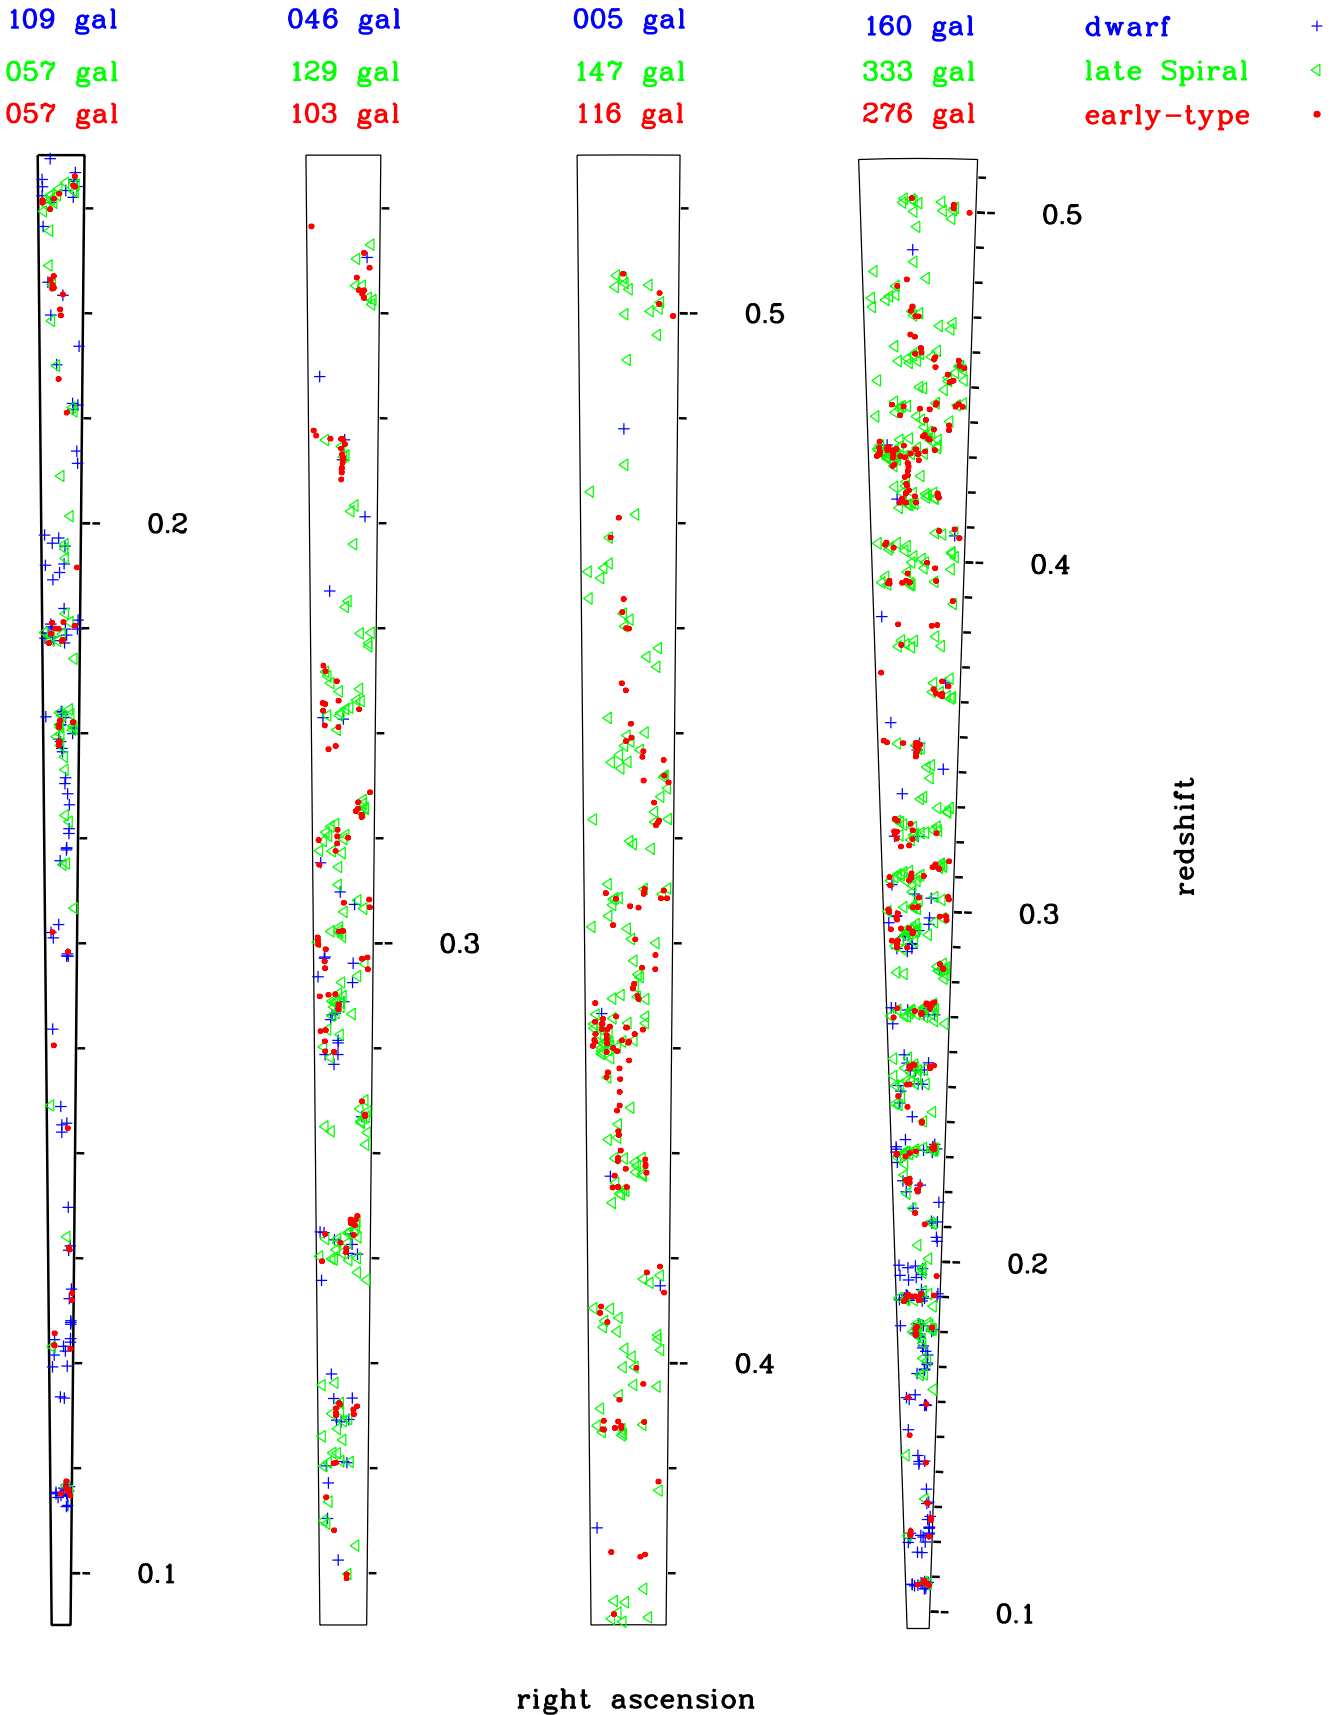 109 gal 046 gal 005 gal 160 gal dwarf
057 gal 129 gal 147 gal 333 gal late Spiral
057 gal 103 gal 116 gal 276 gal early-type
0.5
0.5
0.2
0.4
redshift
0.3
0.3
0.2
0.4
0.1
0.1
right ascension